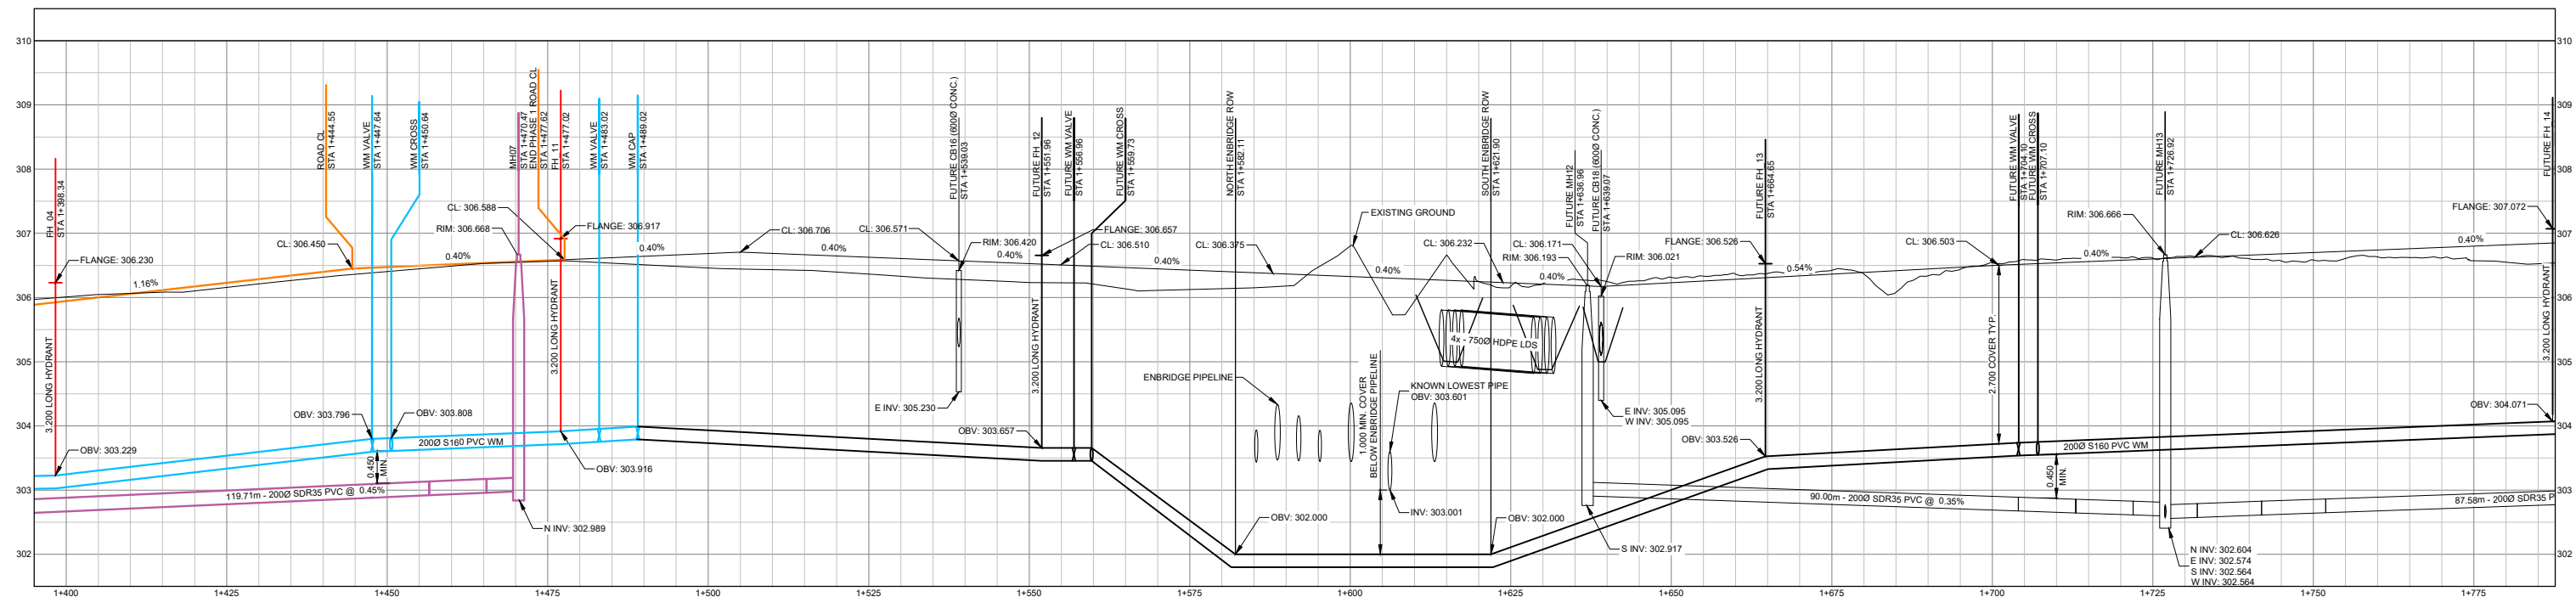 310
309
308
307
306
305
304
303
302
310
309
308
307
306
305
304
303
302
FH 04
STA 1+398.34
FLANGE: 306.230
3.200 LONG HYDRANT
OBV: 303.229
1.16%
ROAD CL
STA 1+444.55
CL: 306.450
WM VALVE
STA 1+447.64
WM CROSS
STA 1+450.64
OBV: 303.796
OBV: 303.808
200Ø S160 PVC WM
0.450
MIN.
119.71m - 200Ø SDR35 PVC @ 0.45%
0.40%
MH07
STA 1+470.47
RIM: 306.668
N INV: 302.989
END PHASE 1 ROAD CL
STA 1+477.62
CL: 306.588
FH 11
STA 1+477.02
FLANGE: 306.917
3.200 LONG HYDRANT
OBV: 303.916
WM VALVE
STA 1+483.02
WM CAP
STA 1+489.02
0.40%
CL: 306.706
0.40%
CL: 306.571
FUTURE CB16 (600Ø CONC.)
STA 1+539.03
RIM: 306.420
0.40%
E INV: 305.230
FUTURE FH 12
STA 1+551.96
FLANGE: 306.657
CL: 306.510
3.200 LONG HYDRANT
OBV: 303.657
FUTURE WM VALVE
STA 1+556.96
FUTURE WM CROSS
STA 1+559.73
0.40%
CL: 306.375
NORTH ENBRIDGE ROW
STA 1+582.11
ENBRIDGE PIPELINE
OBV: 302.000
EXISTING GROUND
0.40%
1.000 MIN. COVER
BELOW ENBRIDGE PIPELINE
KNOWN LOWEST PIPE
OBV: 303.601
INV: 303.001
CL: 306.232
4x - 750Ø HDPE LDS
SOUTH ENBRIDGE ROW
STA 1+621.90
OBV: 302.000
0.40%
FUTURE MH12
STA 1+636.96
CL: 306.171
RIM: 306.193
S INV: 302.917
FUTURE CB18 (600Ø CONC.)
STA 1+639.07
RIM: 306.021
E INV: 305.095
W INV: 305.095
FUTURE FH 13
STA 1+664.65
FLANGE: 306.526
3.200 LONG HYDRANT
OBV: 303.526
0.54%
90.00m - 200Ø SDR35 PVC @ 0.35%
CL: 306.503
2.700 COVER TYP.
FUTURE WM VALVE
STA 1+704.10
FUTURE WM CROSS
STA 1+707.10
0.450
MIN.
0.40%
FUTURE MH13
STA 1+726.92
RIM: 306.666
CL: 306.626
200Ø S160 PVC WM
N INV: 302.604
E INV: 302.574
S INV: 302.564
W INV: 302.564
0.40%
FUTURE FH 14
FLANGE: 307.072
3.200 LONG HYDRANT
OBV: 304.071
87.58m - 200Ø SDR35 P
1+400
1+425
1+450
1+475
1+500
1+525
1+550
1+575
1+600
1+625
1+650
1+675
1+700
1+725
1+750
1+775